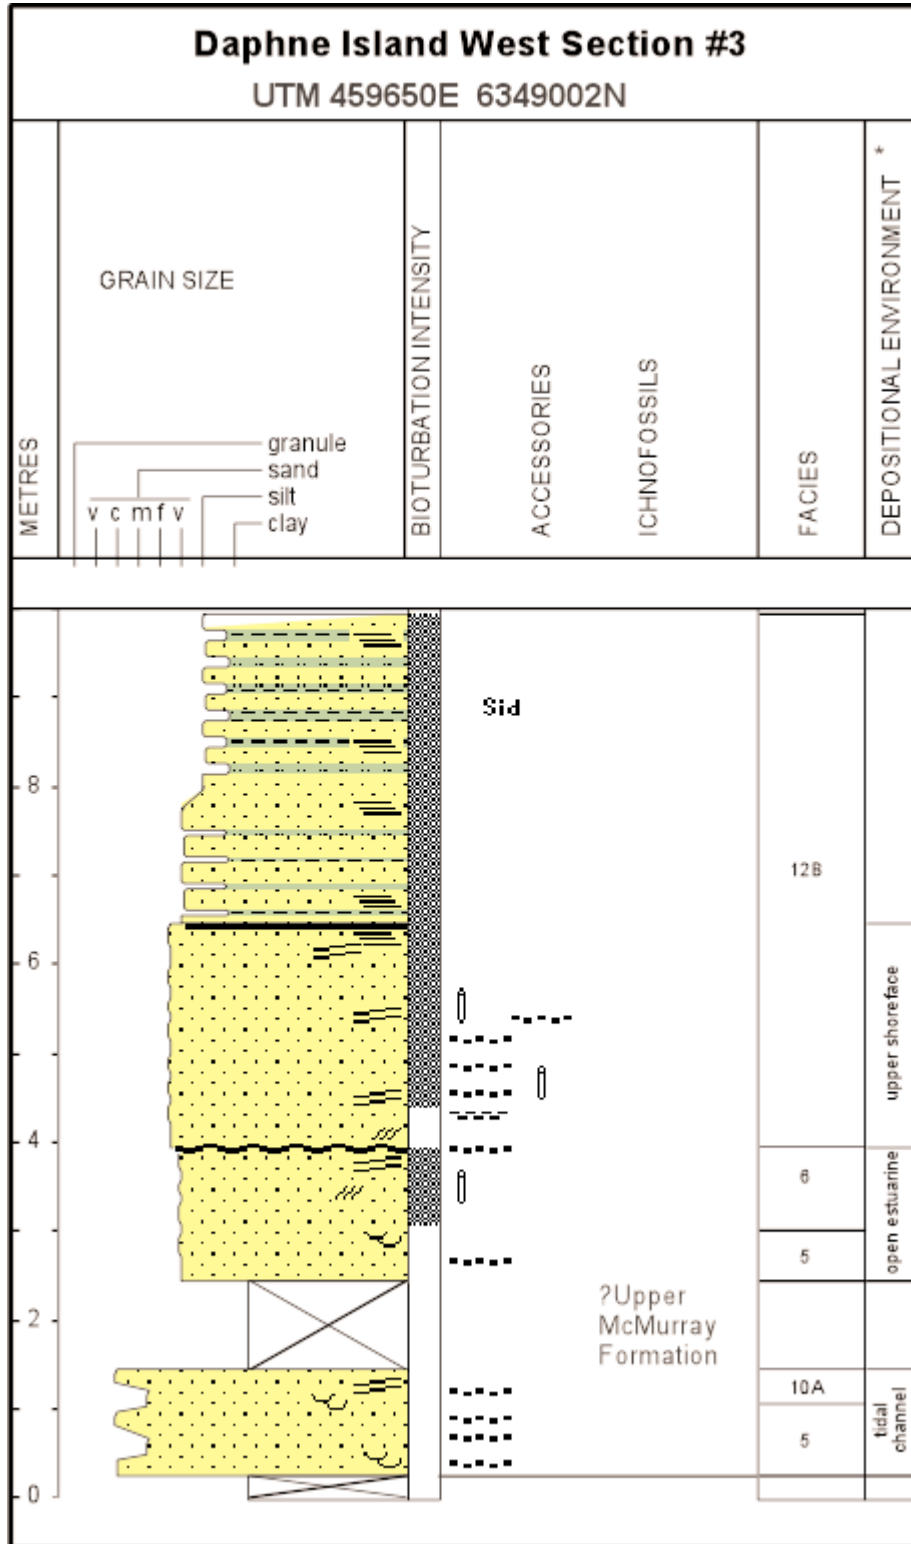 Daphne Island West Section #3
UTM 459650E 6349002N
METRES
GRAIN SIZE
granule
sand
silt
clay
v c m f v
BIOTURBATION INTENSITY
ACCESSORIES
ICHNOFOSSILS
FACIES
DEPOSITIONAL ENVIRONMENT *
Sid
8
12B
6
upper shoreface
4
6
open estuarine
5
2
?Upper
McMurray
Formation
10A
tidal
channel
5
0